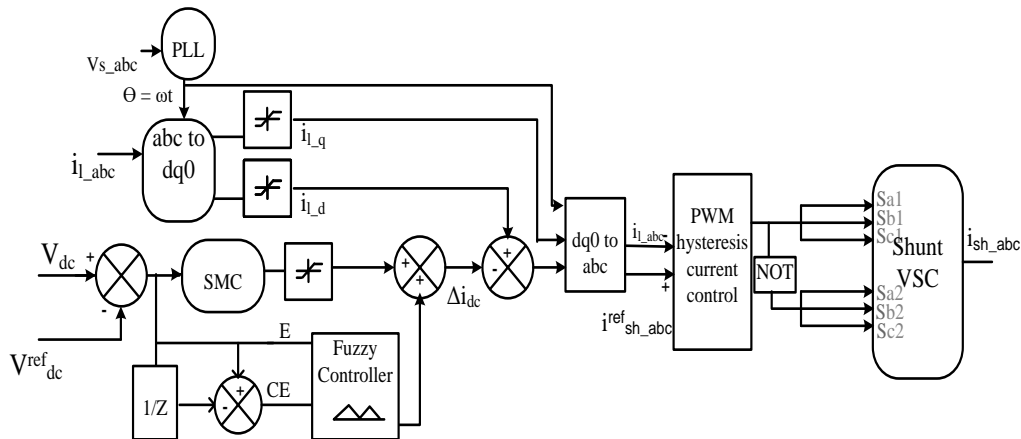 PLL
Vs_abc
Θ = ωt
abc to
dq0
i_l_abc
i_l_q
i_l_d
V_dc
+
-
V^ref_dc
SMC
+
+
Δi_dc
+
-
E
CE
1/Z
+
-
Fuzzy
Controller
dq0 to
abc
i_l_abc
-
+
i^ref_sh_abc
PWM
hysteresis
current
control
NOT
Sa1
Sb1
Sc1
Shunt
VSC
Sa2
Sb2
Sc2
i_sh_abc